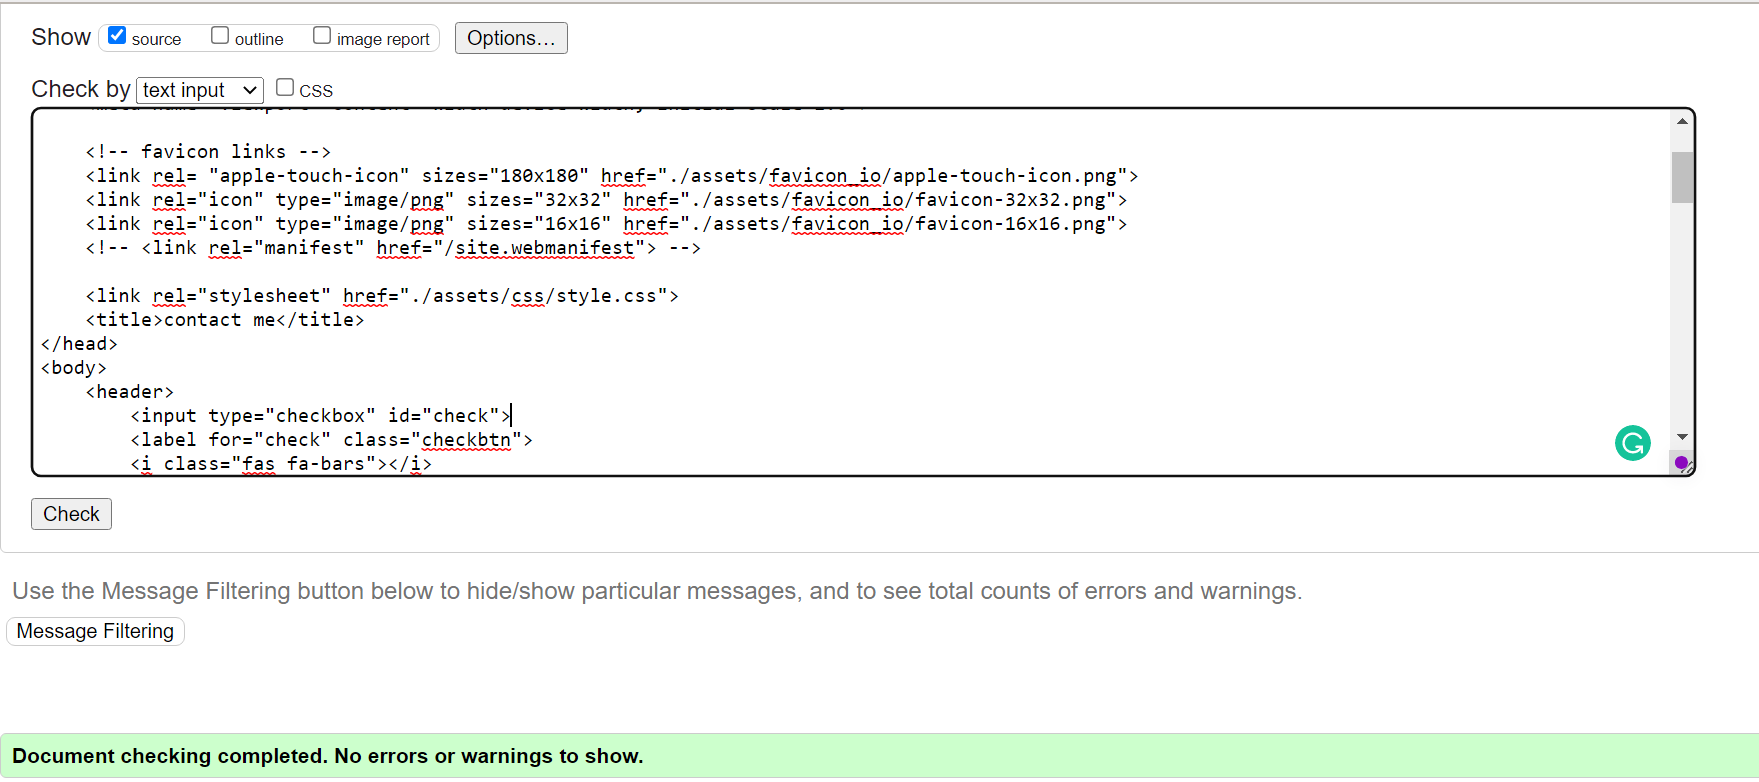 Show source outline image report Options...
Check by text input CSS
<!-- favicon links -->
<link rel= "apple-touch-icon" sizes="180x180" href="./assets/favicon_io/apple-touch-icon.png">
<link rel="icon" type="image/png" sizes="32x32" href="./assets/favicon_io/favicon-32x32.png">
<link rel="icon" type="image/png" sizes="16x16" href="./assets/favicon_io/favicon-16x16.png">
<!-- <link rel="manifest" href="/site.webmanifest"> -->
<link rel="stylesheet" href="./assets/css/style.css">
<title>contact me</title>
</head>
<body>
<header>
<input type="checkbox" id="check">
<label for="check" class="checkbtn">
<i class="fas fa-bars"></i>
Check
Use the Message Filtering button below to hide/show particular messages, and to see total counts of errors and warnings.
Message Filtering
Document checking completed. No errors or warnings to show.